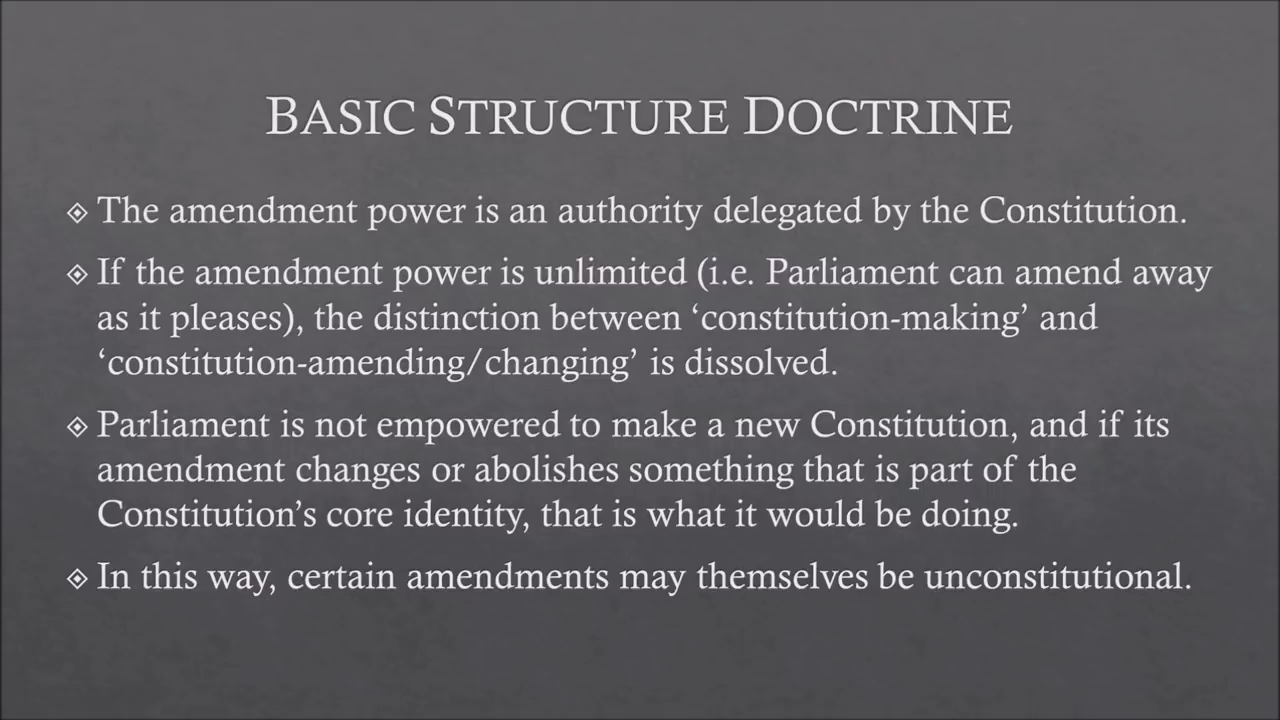 BASIC STRUCTURE DOCTRINE
The amendment power is an authority delegated by the Constitution.
If the amendment power is unlimited (i.e. Parliament can amend away
as it pleases), the distinction between ‘constitution-making’ and
‘constitution-amending/changing’ is dissolved.
Parliament is not empowered to make a new Constitution, and if its
amendment changes or abolishes something that is part of the
Constitution’s core identity, that is what it would be doing.
In this way, certain amendments may themselves be unconstitutional.